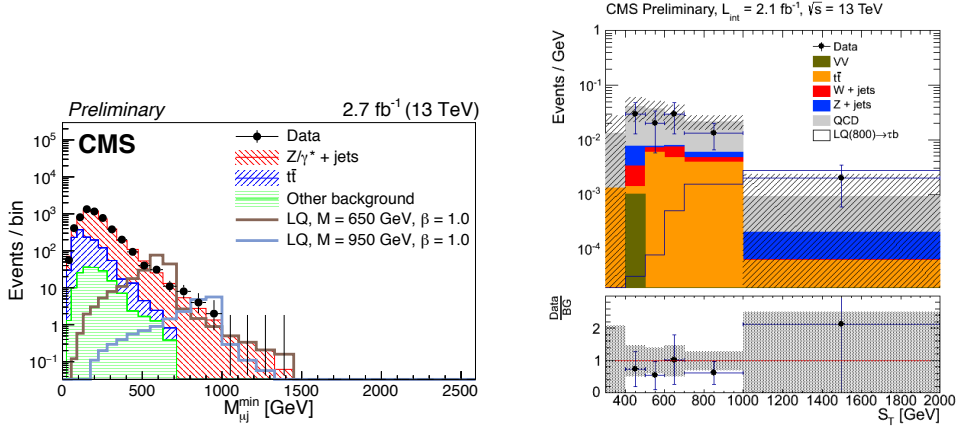 Preliminary 2.7 fb⁻¹ (13 TeV)
CMS
Data
Z/γ* + jets
tt̄
Other background
LQ, M = 650 GeV, β = 1.0
LQ, M = 950 GeV, β = 1.0
Events / bin
10⁵
10⁴
10³
10²
10
1
10⁻¹
0 500 1000 1500 2000 2500
M_μj^min [GeV]
CMS Preliminary, L_int = 2.1 fb⁻¹, √s = 13 TeV
Events / GeV
1
10⁻¹
10⁻²
10⁻³
10⁻⁴
Data
VV
tt̄
W + jets
Z + jets
QCD
LQ(800)→τb
Data
BG
2
1
0
400 600 800 1000 1200 1400 1600 1800 2000
S_T [GeV]